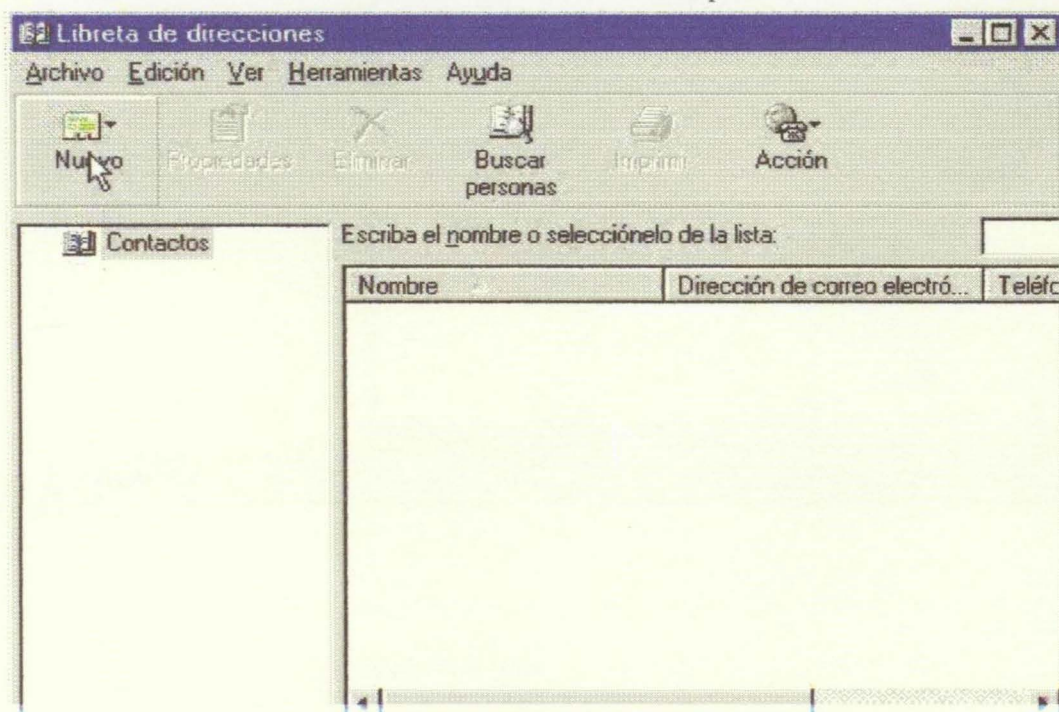 Libreta de direcciones
Archivo Edición Ver Herramientas Ayuda
Nuevo Propiedades Eliminar Buscar personas Imprimir Acción
Contactos
Escriba el nombre o selecciónelo de la lista:
Nombre Dirección de correo electró... Teléfo